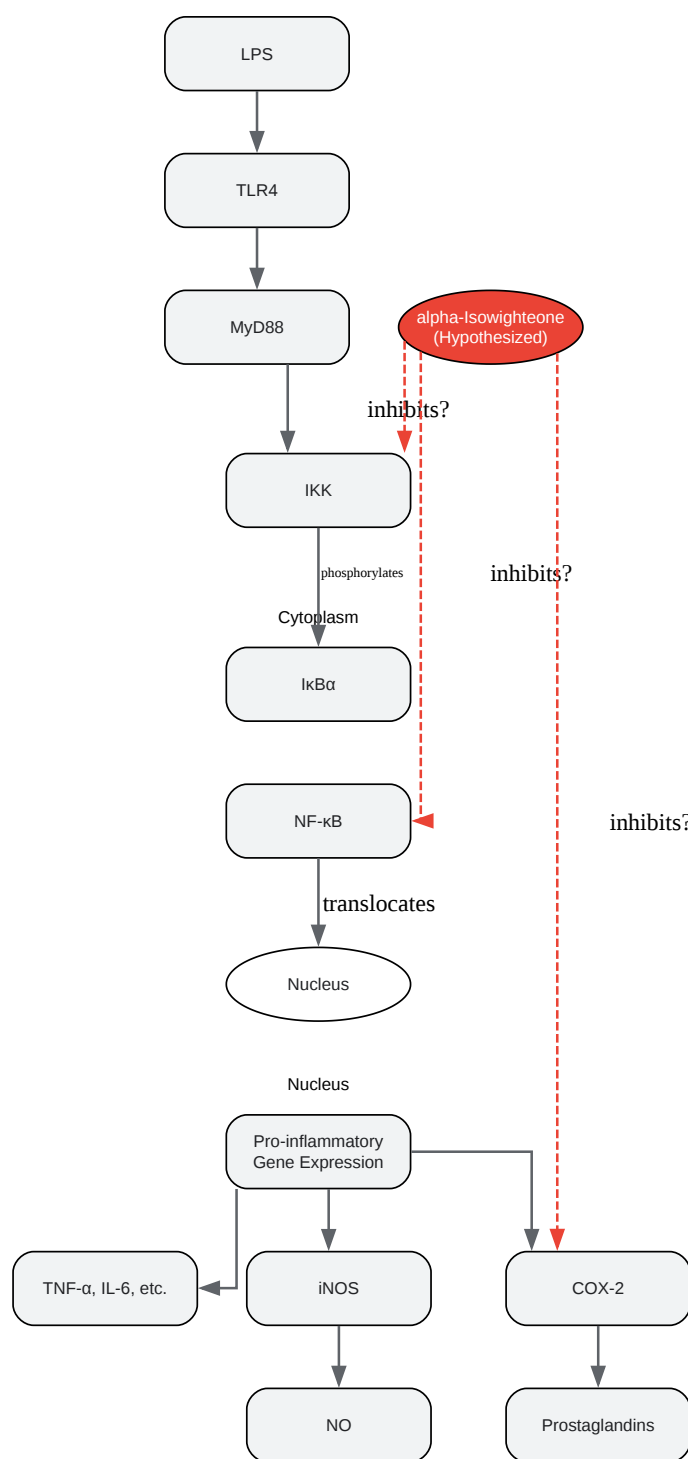 LPS
TLR4
MyD88
alpha-Isowighteone
(Hypothesized)
inhibits?
IKK
phosphorylates
inhibits?
Cytoplasm
IκBα
NF-κB
inhibits?
translocates
Nucleus
Nucleus
Pro-inflammatory
Gene Expression
TNF-α, IL-6, etc.
iNOS
COX-2
NO
Prostaglandins